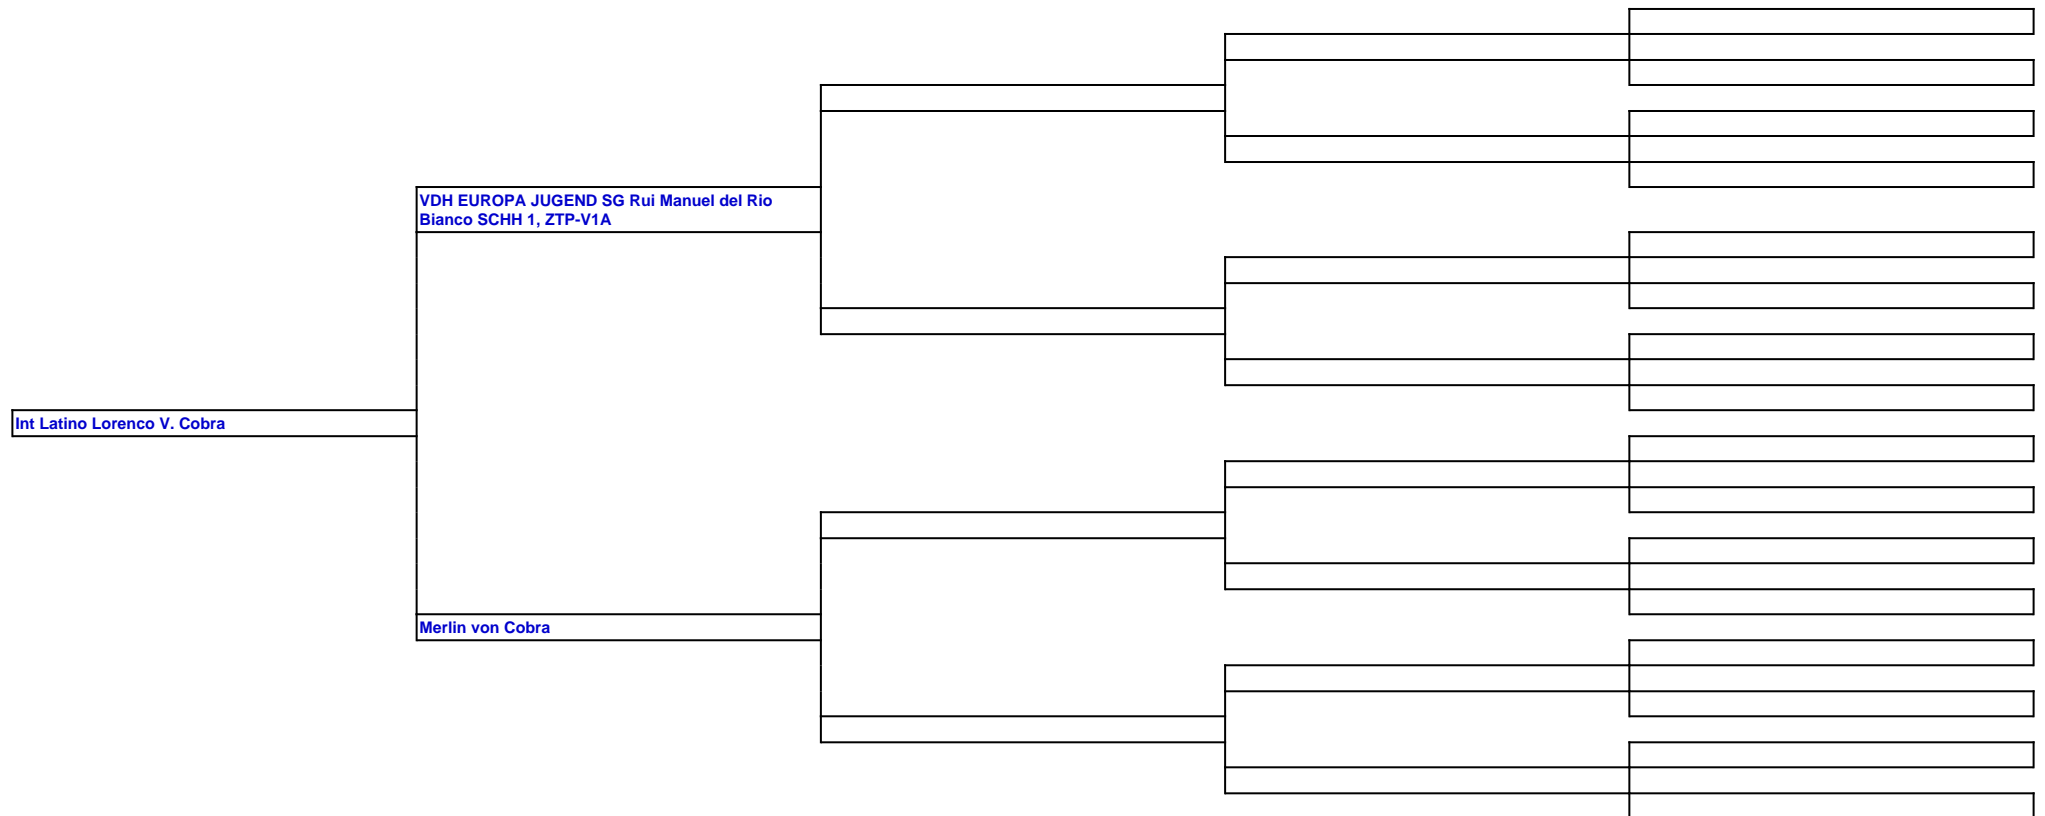 VDH EUROPA JUGEND SG Rui Manuel del Rio
Bianco SCHH 1, ZTP-V1A
Int Latino Lorenco V. Cobra
Merlin von Cobra